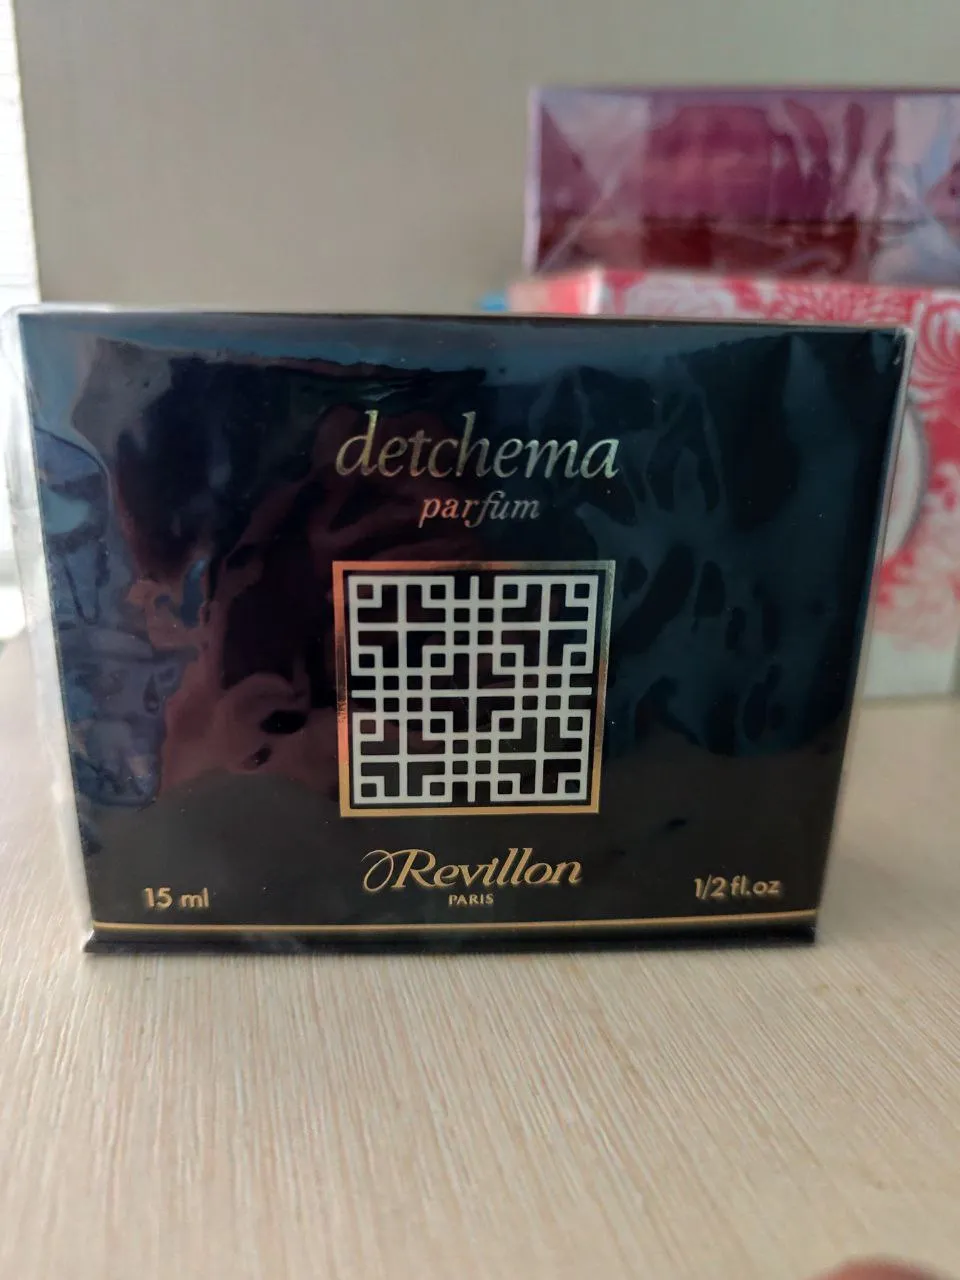 detchema
parfum
Revillon
PARIS
15 ml
1/2 fl.oz